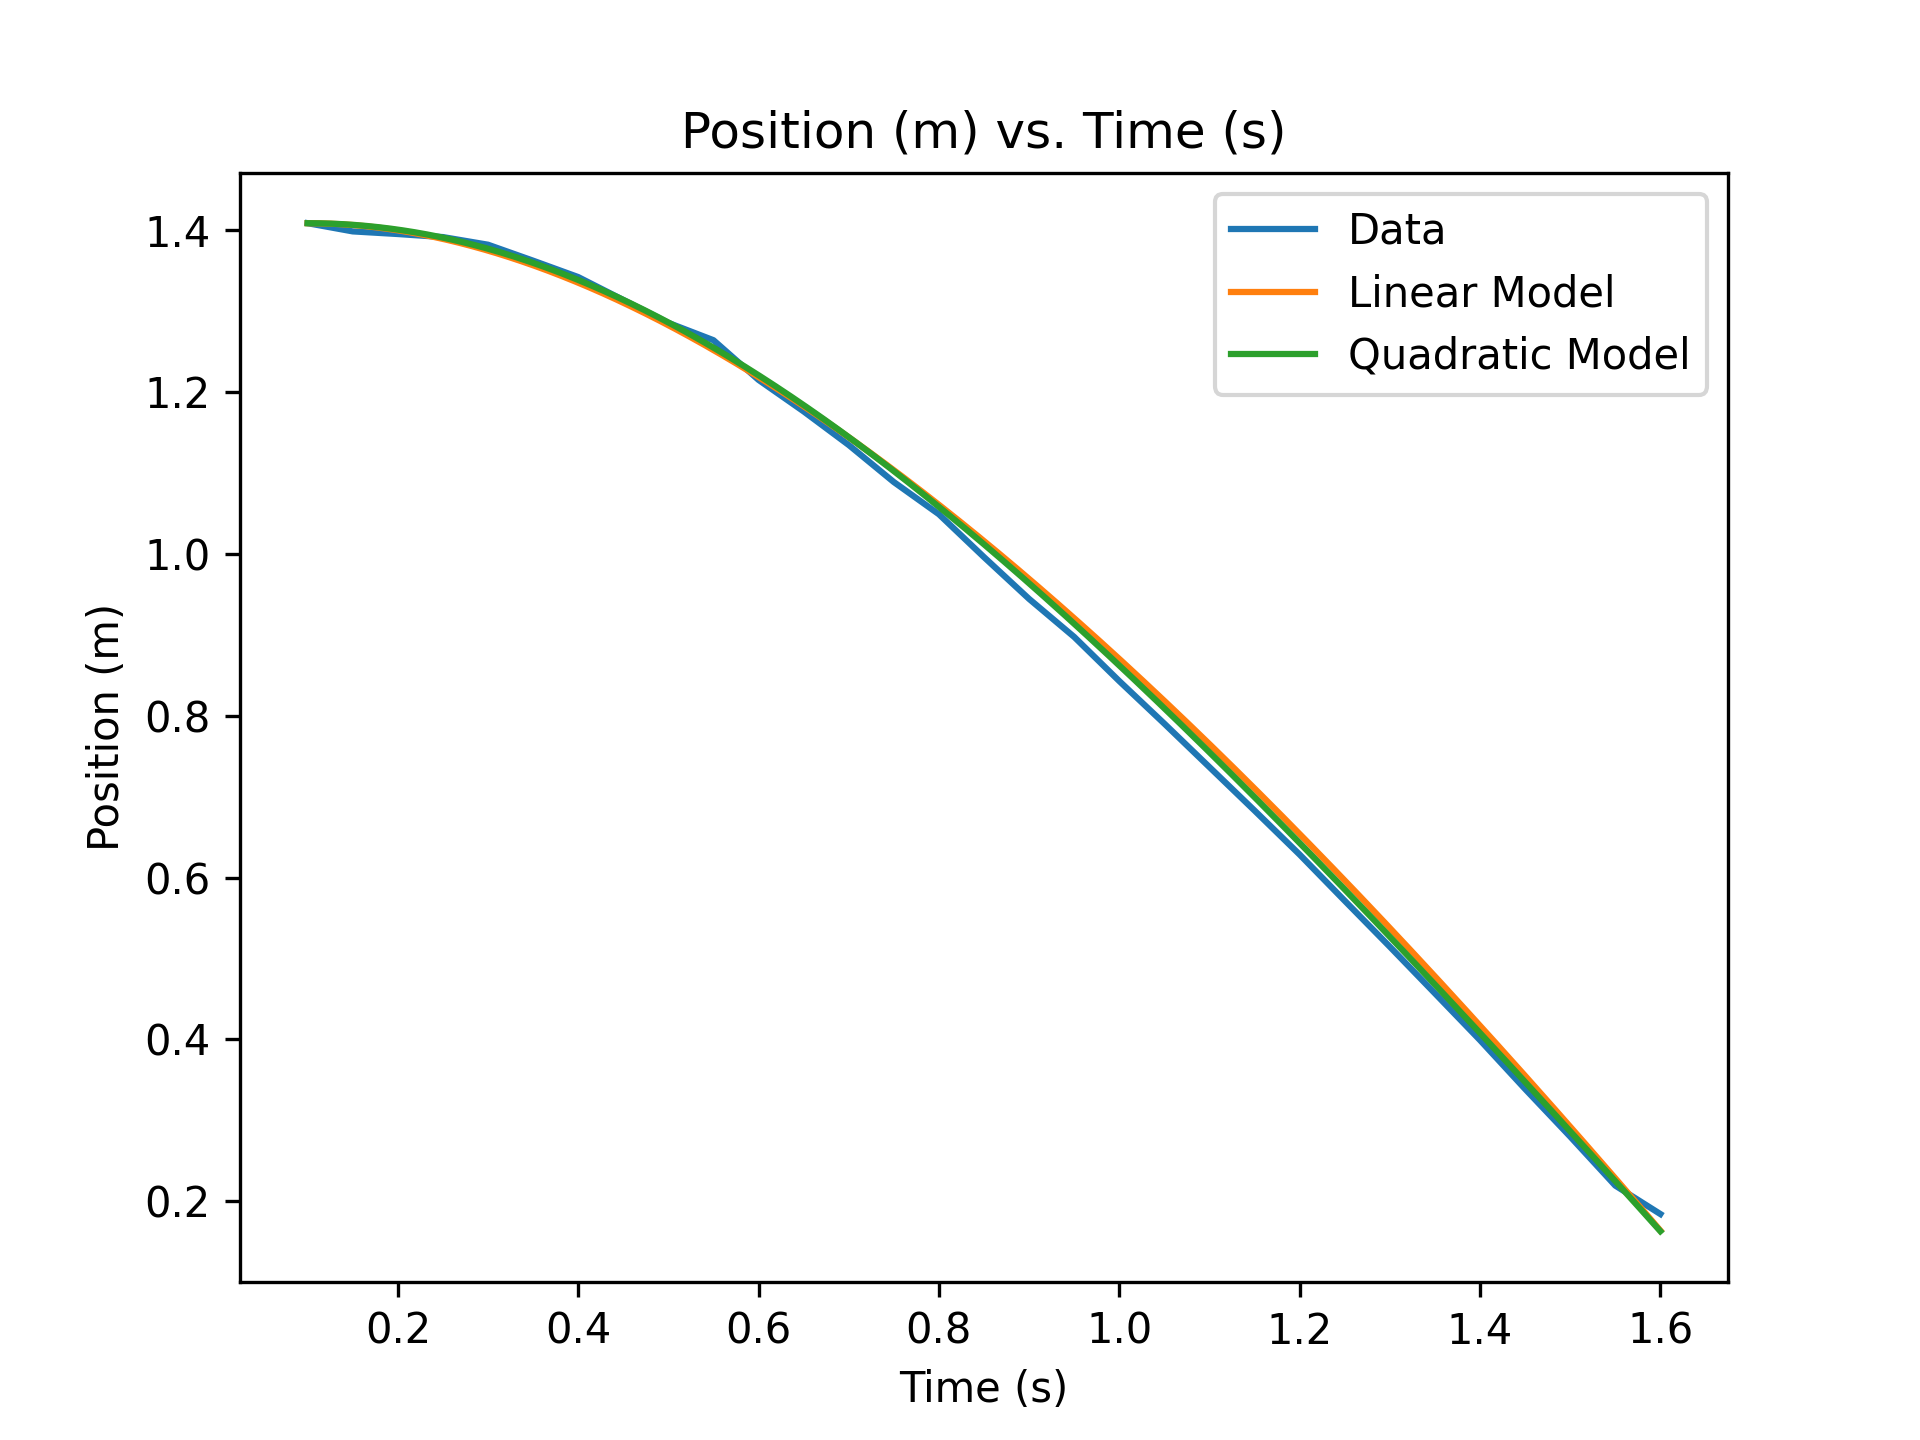 Position (m) vs. Time (s)
Data
Linear Model
Quadratic Model
1.4
1.2
1.0
0.8
0.6
0.4
0.2
Position (m)
0.2 0.4 0.6 0.8 1.0 1.2 1.4 1.6
Time (s)